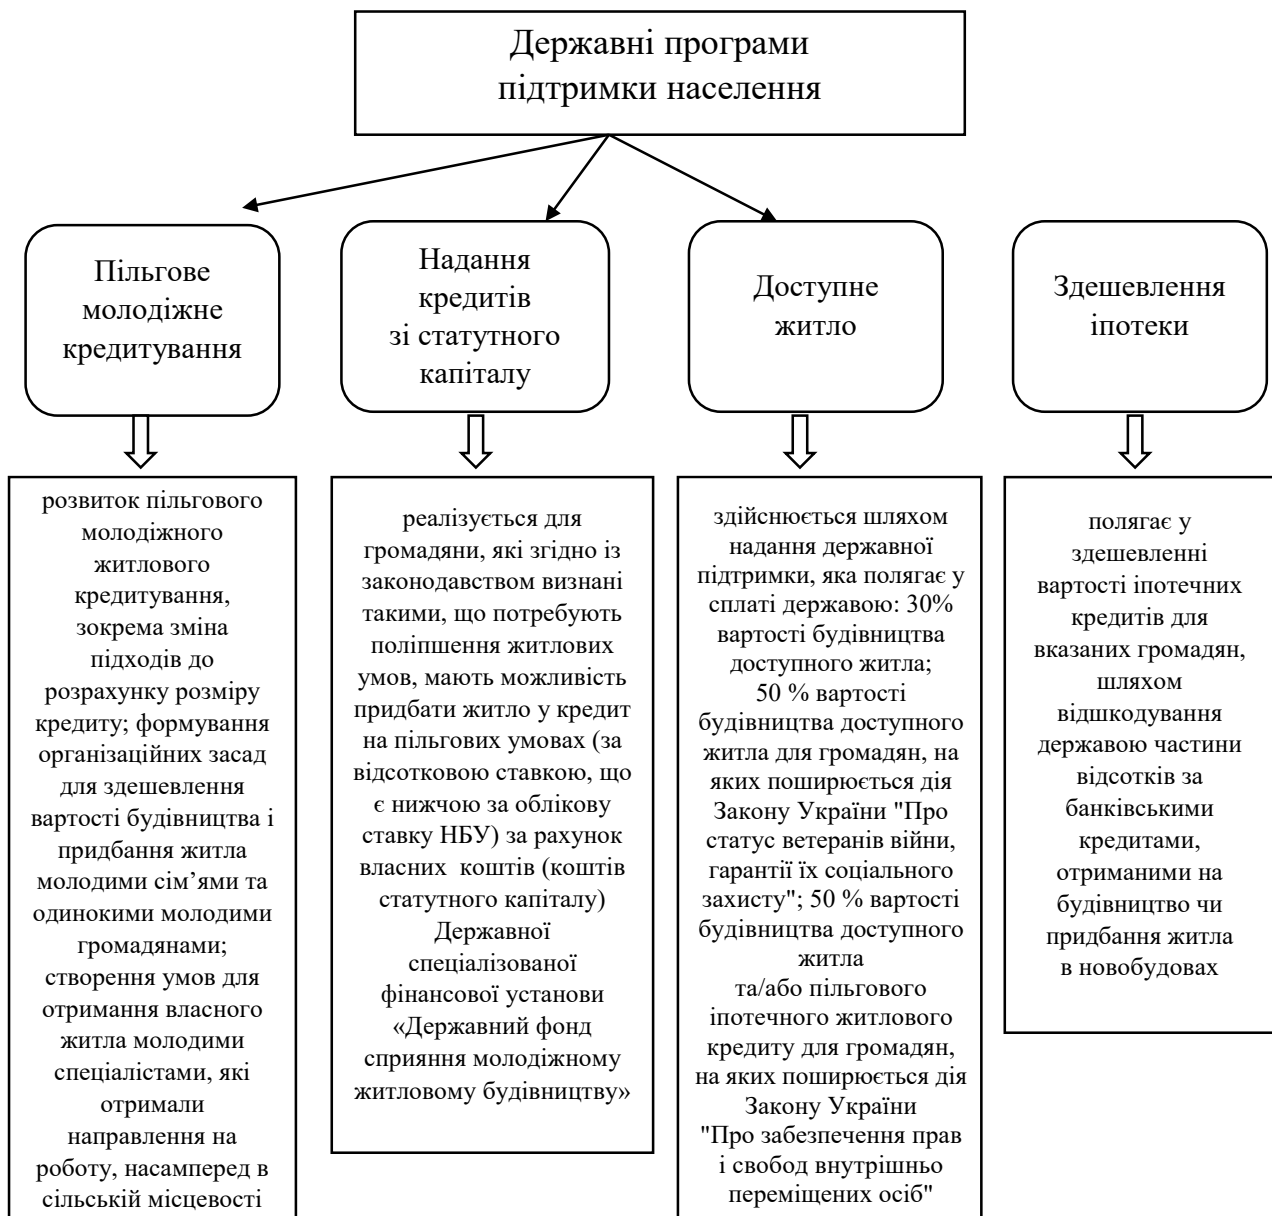 Державні програми
підтримки населення
Пільгове
молодіжне
кредитування
Надання
кредитів
зі статутного
капіталу
Доступне
житло
Здешевлення
іпотеки
розвиток пільгового
молодіжного
житлового
кредитування,
зокрема зміна
підходів до
розрахунку розміру
кредиту; формування
організаційних засад
для здешевлення
вартості будівництва і
придбання житла
молодими сім’ями та
одинокими молодими
громадянами;
створення умов для
отримання власного
житла молодими
спеціалістами, які
отримали
направлення на
роботу, насамперед в
сільській місцевості
реалізується для
громадяни, які згідно із
законодавством визнані
такими, що потребують
поліпшення житлових
умов, мають можливість
придбати житло у кредит
на пільгових умовах (за
відсотковою ставкою, що
є нижчою за облікову
ставку НБУ) за рахунок
власних коштів (коштів
статутного капіталу)
Державної
спеціалізованої
фінансової установи
«Державний фонд
сприяння молодіжному
житловому будівництву»
здійснюється шляхом
надання державної
підтримки, яка полягає у
сплаті державою: 30%
вартості будівництва
доступного житла;
50 % вартості
будівництва доступного
житла для громадян, на
яких поширюється дія
Закону України "Про
статус ветеранів війни,
гарантії їх соціального
захисту"; 50 % вартості
будівництва доступного
житла
та/або пільгового
іпотечного житлового
кредиту для громадян,
на яких поширюється дія
Закону України
"Про забезпечення прав
і свобод внутрішньо
переміщених осіб"
полягає у
здешевленні
вартості іпотечних
кредитів для
вказаних громадян,
шляхом
відшкодування
державою частини
відсотків за
банківськими
кредитами,
отриманими на
будівництво чи
придбання житла
в новобудовах